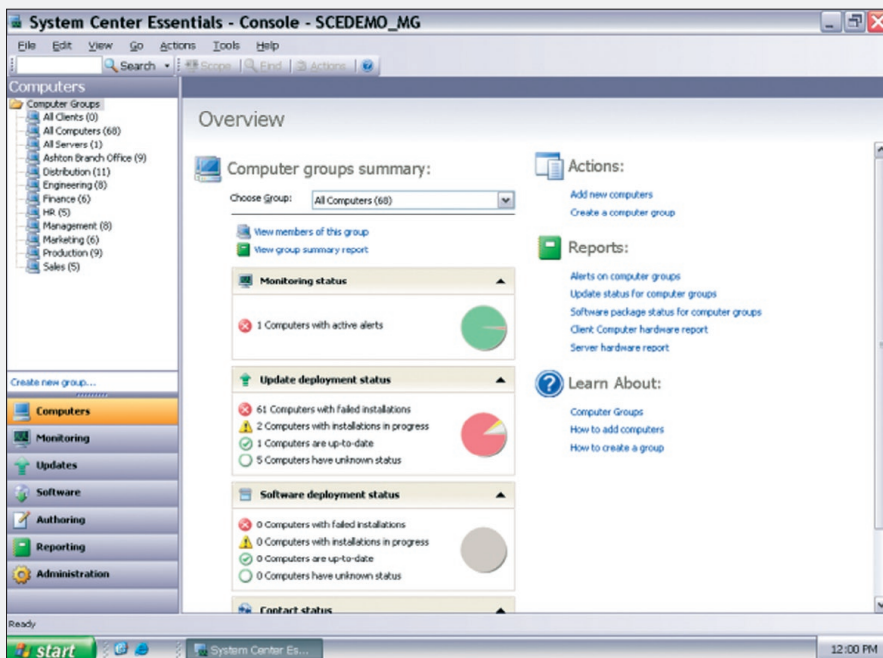 System Center Essentials - Console - SCEDEMO_MG
File Edit View Go Actions Tools Help
Search Scope Find Actions
Computers
Computer Groups
All Clients (0)
All Computers (68)
All Servers (1)
Ashton Branch Office (9)
Distribution (11)
Engineering (8)
Finance (6)
HR (5)
Management (8)
Marketing (6)
Production (9)
Sales (5)
Create new group...
Computers
Monitoring
Updates
Software
Authoring
Reporting
Administration
Overview
Computer groups summary:
Choose Group: All Computers (68)
View members of this group
View group summary report
Monitoring status
1 Computers with active alerts
Update deployment status
61 Computers with failed installations
2 Computers with installations in progress
1 Computers are up-to-date
5 Computers have unknown status
Software deployment status
0 Computers with failed installations
0 Computers with installations in progress
0 Computers are up-to-date
0 Computers have unknown status
Contact status
Actions:
Add new computers
Create a computer group
Reports:
Alerts on computer groups
Update status for computer groups
Software package status for computer groups
Client Computer hardware report
Server hardware report
Learn About:
Computer Groups
How to add computers
How to create a group
Ready
start System Center Es... 12:00 PM